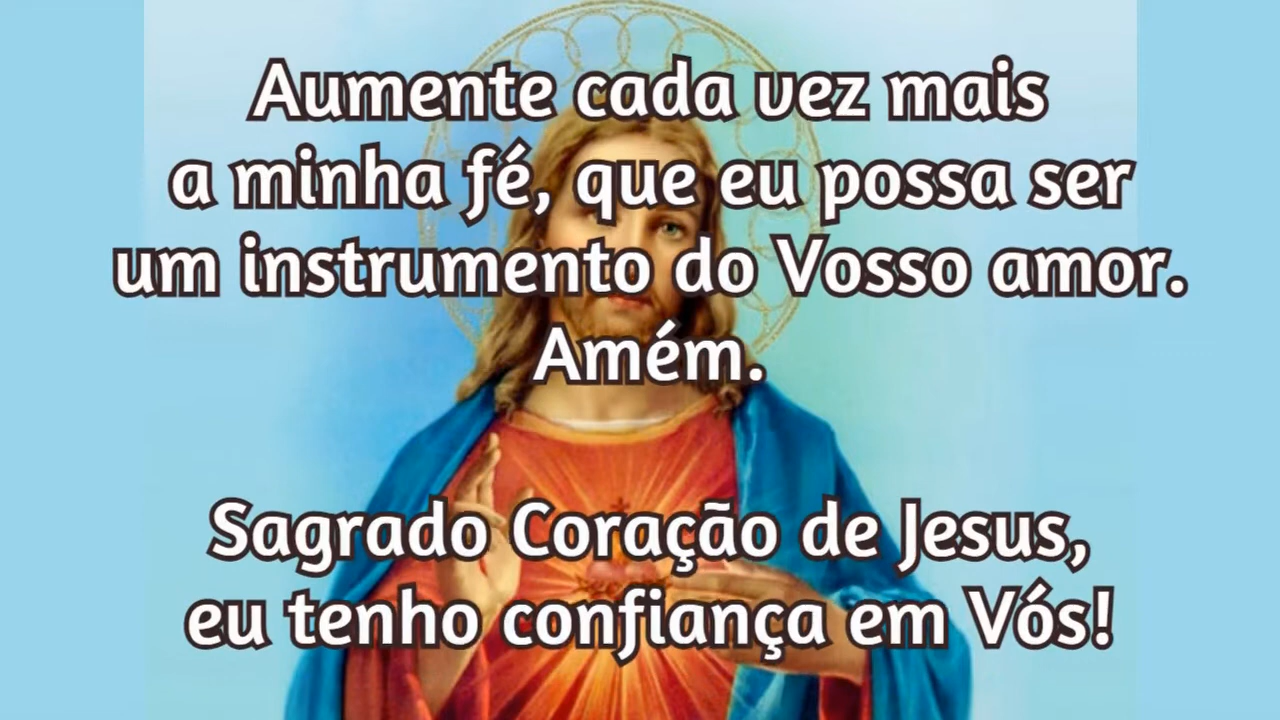 Aumente cada vez mais
a minha fé, que eu possa ser
um instrumento do Vosso amor.
Amém.
Sagrado Coração de Jesus,
eu tenho confiança em Vós!